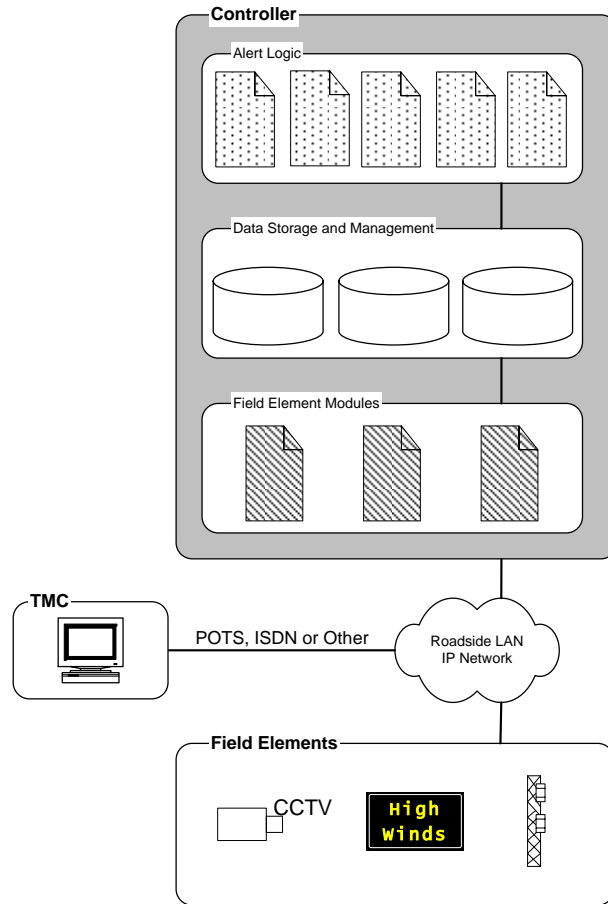 Controller
Alert Logic
Data Storage and Management
Field Element Modules
TMC
POTS, ISDN or Other
Roadside LAN
IP Network
Field Elements
CCTV
High
Winds